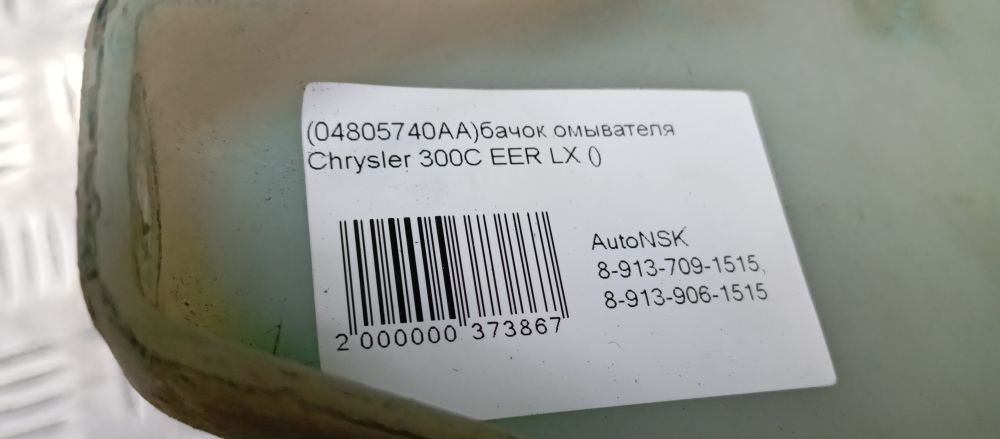 (04805740AA)бачок омывателя
Chrysler 300C EER LX ()
AutoNSK
8-913-709-1515,
8-913-906-1515
2 000000 373867